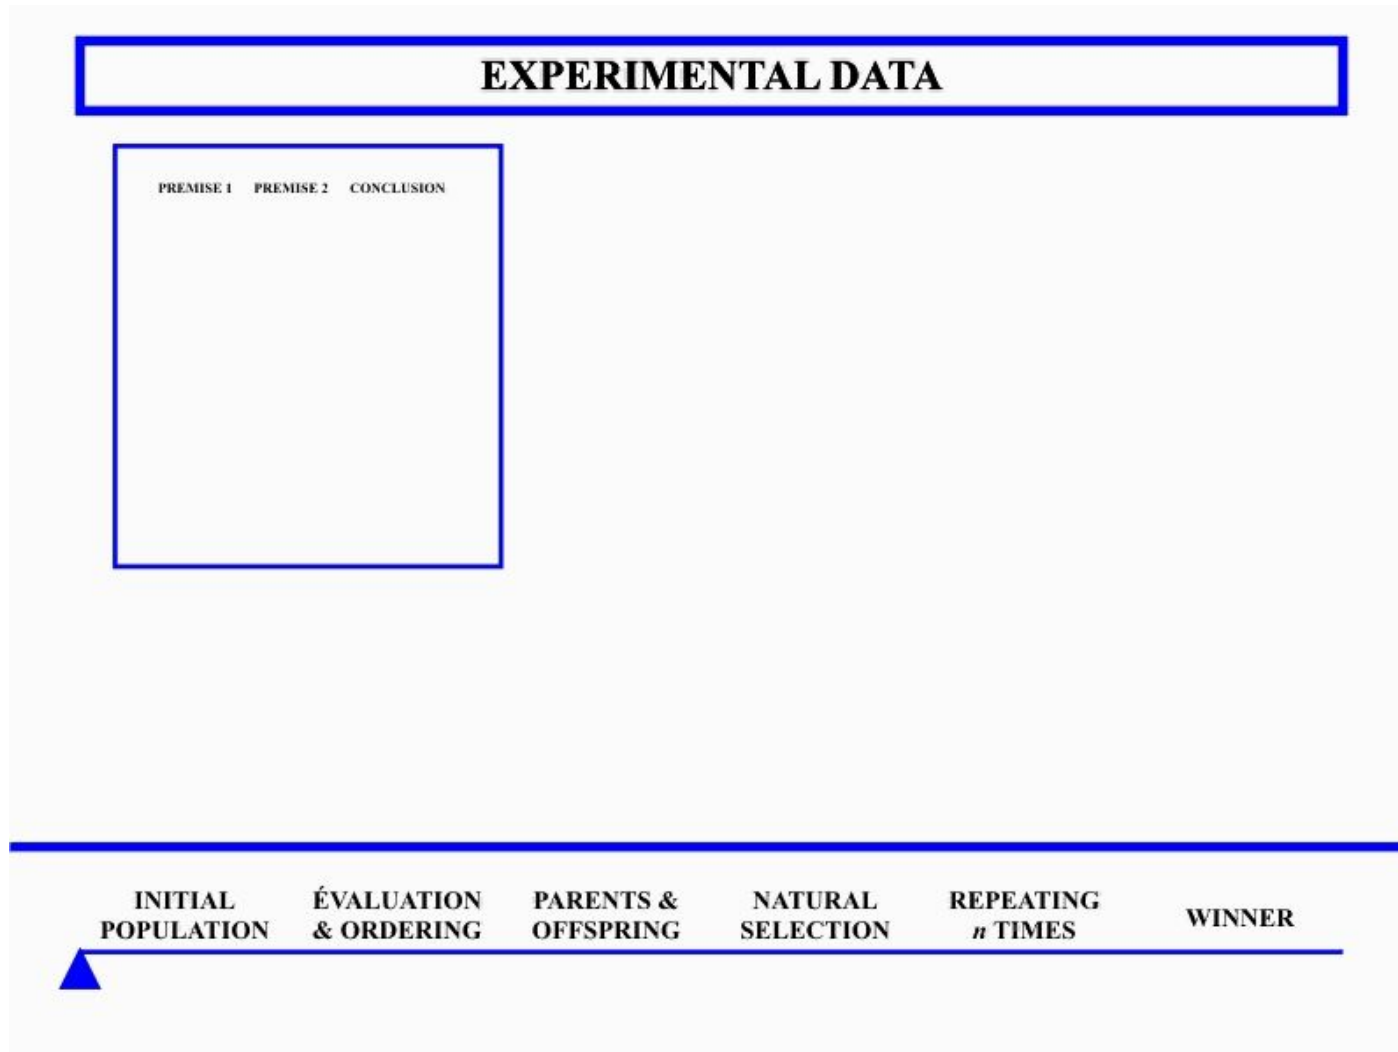 EXPERIMENTAL DATA
PREMISE 1 PREMISE 2 CONCLUSION
INITIAL
POPULATION
ÉVALUATION
& ORDERING
PARENTS &
OFFSPRING
NATURAL
SELECTION
REPEATING
n TIMES
WINNER